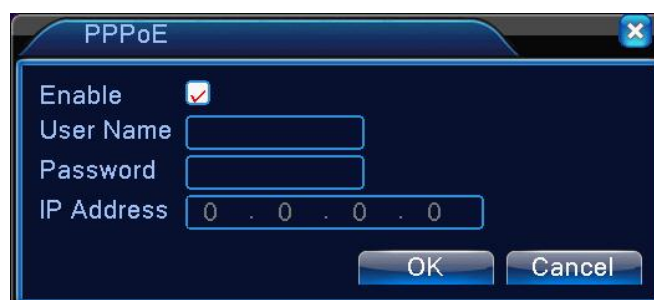 PPPoE
Enable
User Name
Password
IP Address 0 . 0 . 0 . 0
OK Cancel